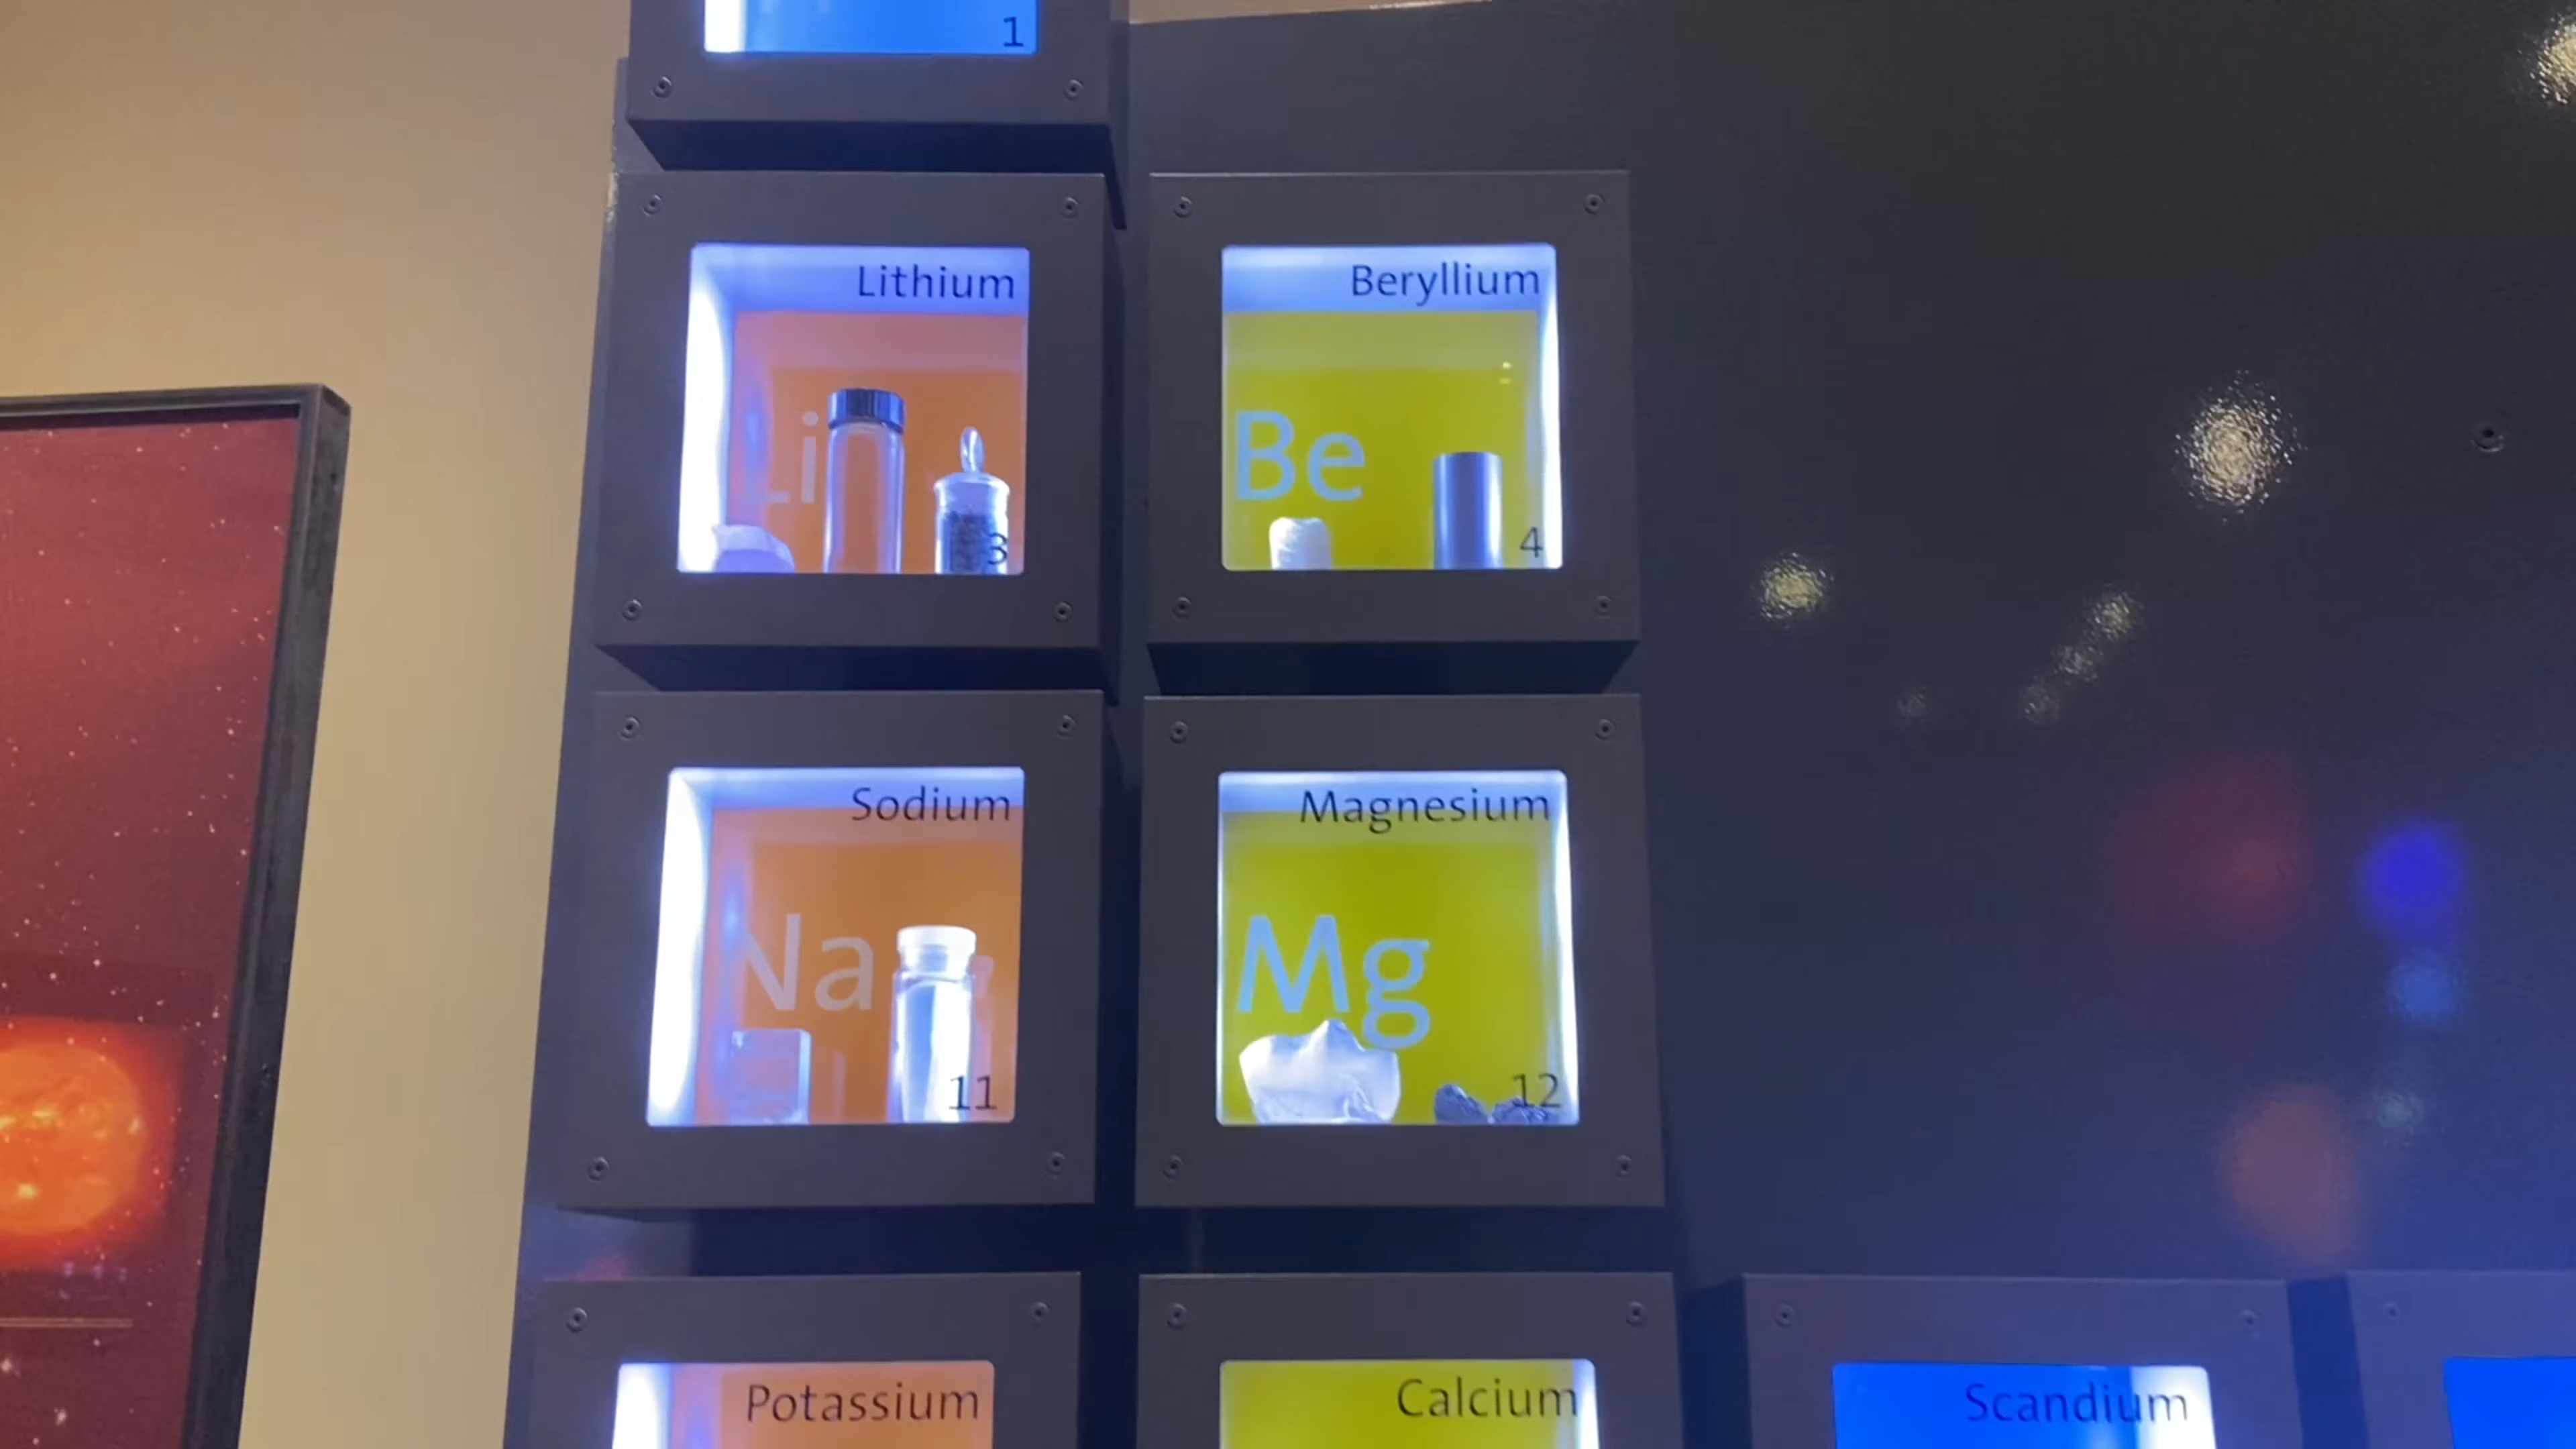 1
Lithium
Li
3
Beryllium
Be
4
Sodium
Na
11
Magnesium
Mg
12
Potassium
Calcium
Scandium